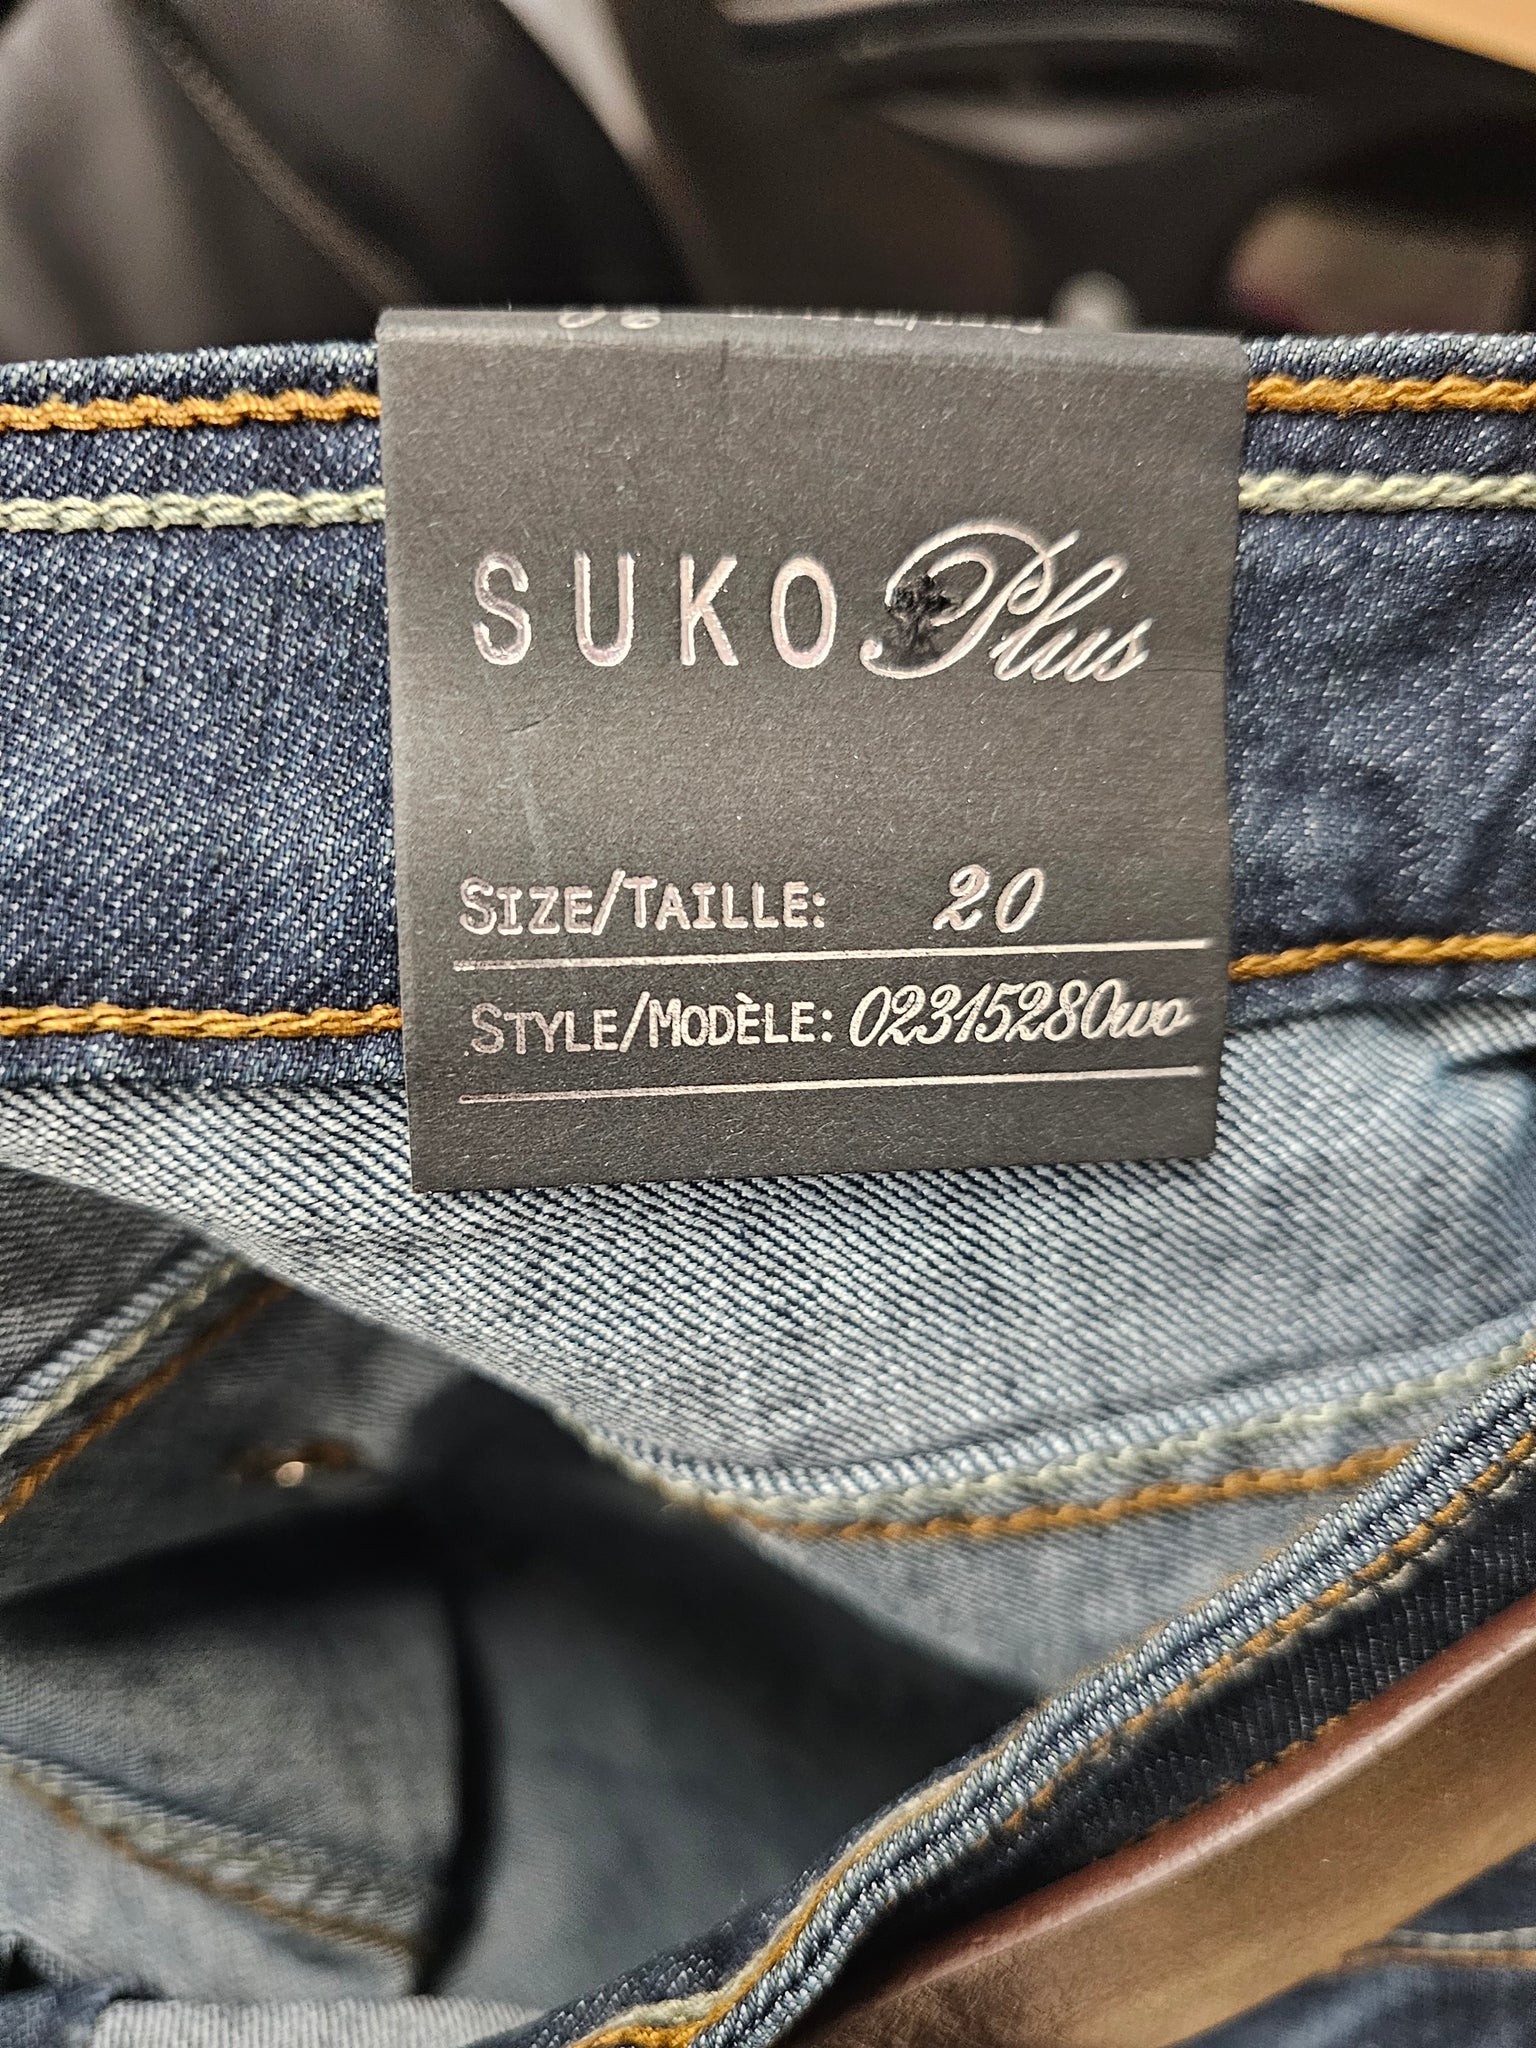 SUKO Plus
SIZE/TAILLE: 20
STYLE/MODÈLE: 02315280wo